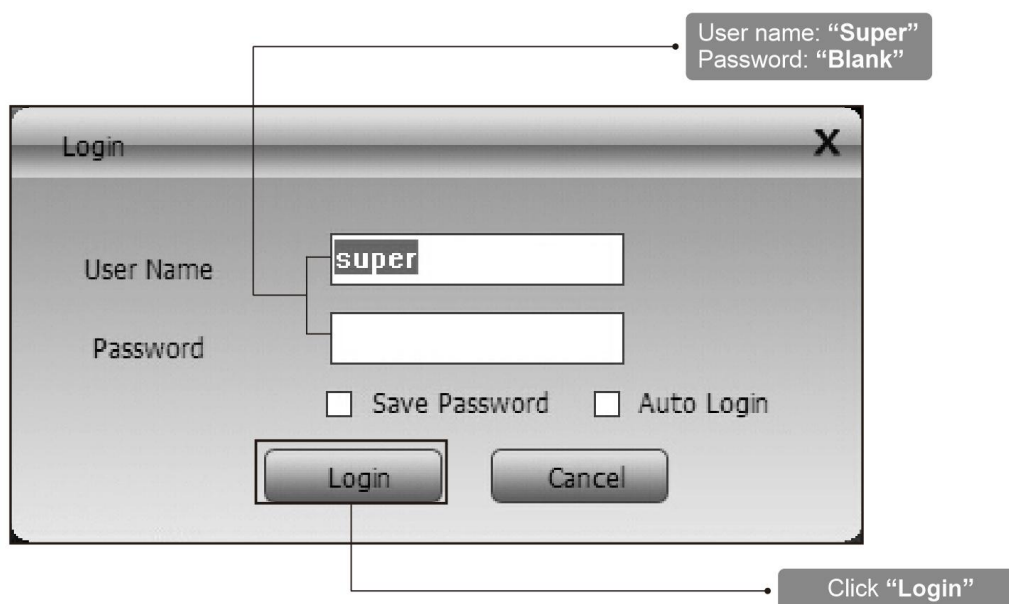 User name: “Super”
Password: “Blank”
Login
X
User Name
super
Password
Save Password
Auto Login
Login
Cancel
Click “Login”